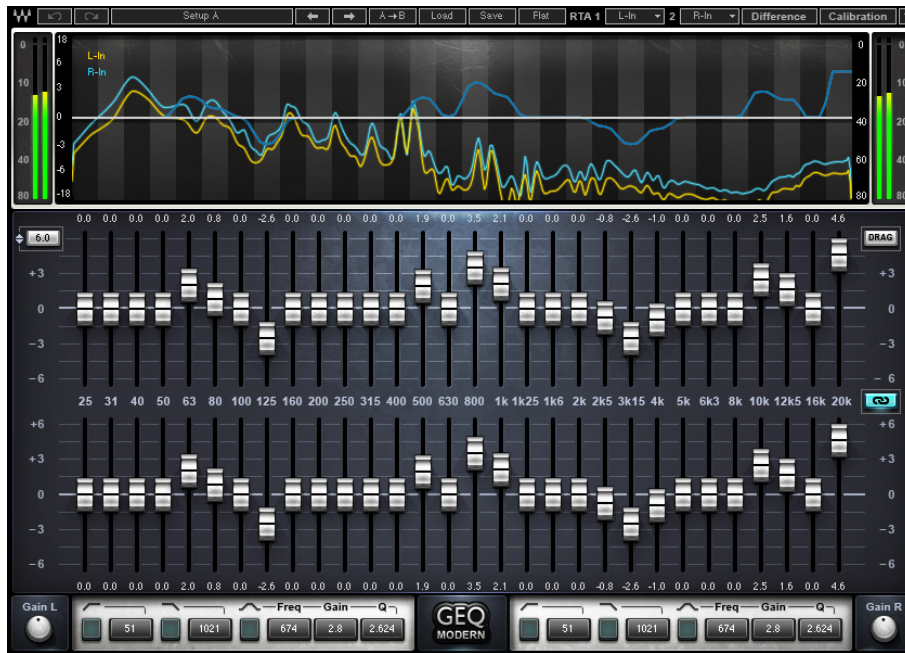 Setup A A→B Load Save Flat RTA 1 L-In 2 R-In Difference Calibration
0 18 0 0
L-In
6
R-In
10 3 20 10
20 0 40 20
-3
40 -6 60 40
80 -18 80 80
0.0 0.0 0.0 0.0 2.0 0.8 0.0 -2.6 0.0 0.0 0.0 0.0 0.0 1.9 0.0 3.5 2.1 0.0 0.0 0.0 -0.8 -2.6 -1.0 0.0 0.0 0.0 2.5 1.6 0.0 4.6
6.0 DRAG
+3 +3
0 0
-3 -3
-6 -6
25 31 40 50 63 80 100 125 160 200 250 315 400 500 630 800 1k 1k25 1k6 2k 2k5 3k15 4k 5k 6k3 8k 10k 12k5 16k 20k
+6 +6
+3 +3
0 0
-3 -3
-6 -6
0.0 0.0 0.0 0.0 2.0 0.8 0.0 -2.6 0.0 0.0 0.0 0.0 0.0 1.9 0.0 3.5 2.1 0.0 0.0 0.0 -0.8 -2.6 -1.0 0.0 0.0 0.0 2.5 1.6 0.0 4.6
Gain L Freq Gain Q GEQ Freq Gain Q Gain R
51 1021 674 2.8 2.624 MODERN 51 1021 674 2.8 2.624